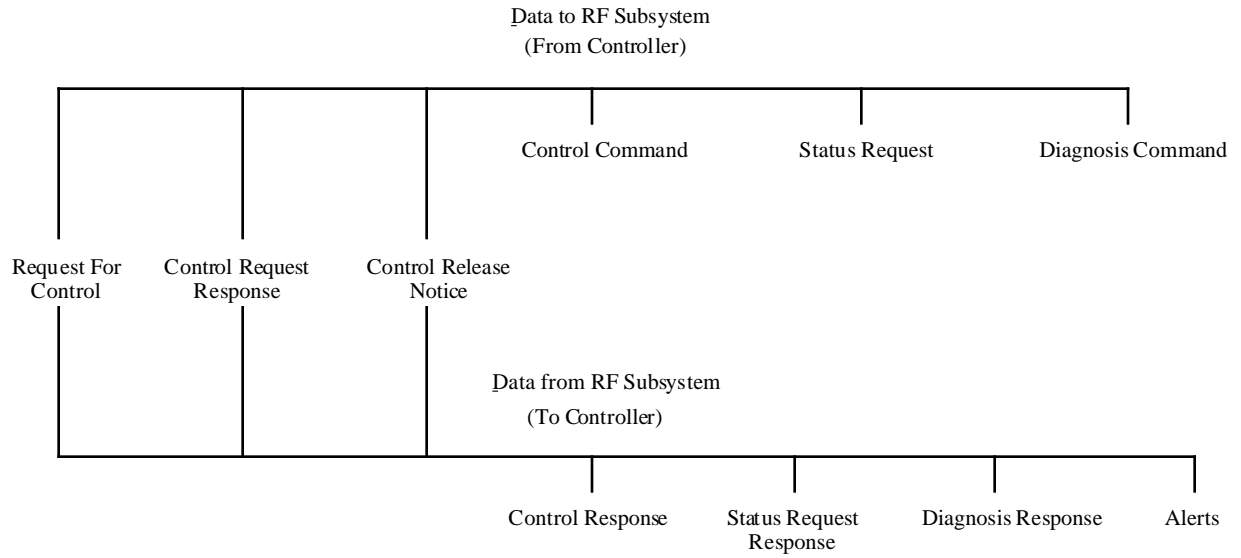 Data to RF Subsystem
(From Controller)
Control Command
Status Request
Diagnosis Command
Request For
Control
Control Request
Response
Control Release
Notice
Data from RF Subsystem
(To Controller)
Control Response
Status Request
Response
Diagnosis Response
Alerts